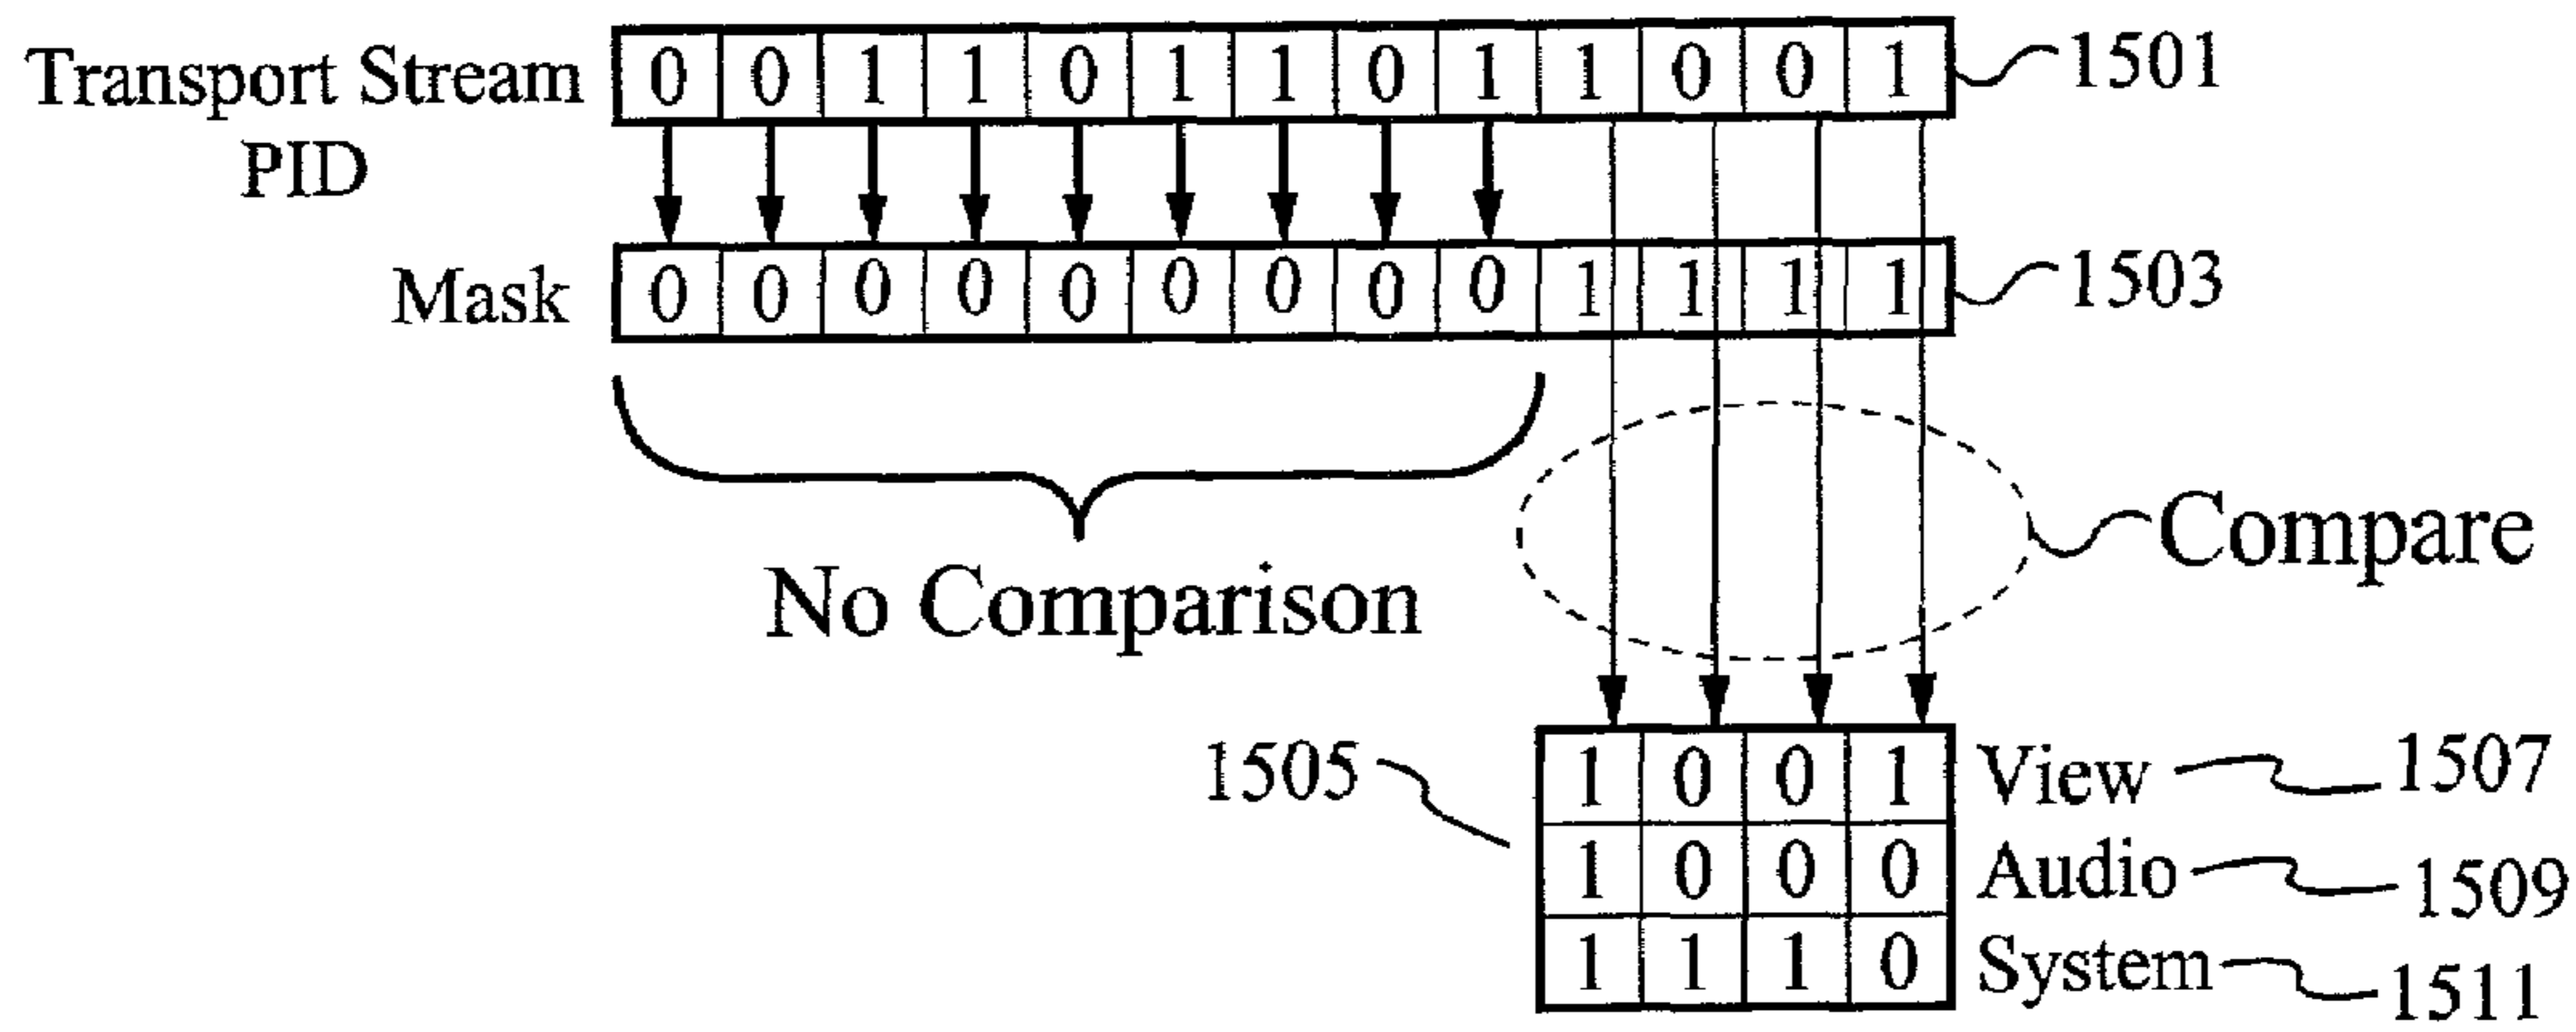 Transport Stream PID 0 0 1 1 0 1 1 0 1 1 0 0 1 1501
Mask 0 0 0 0 0 0 0 0 0 1 1 1 1 1503
No Comparison
Compare
1505
1 0 0 1 View 1507
1 0 0 0 Audio 1509
1 1 1 0 System 1511